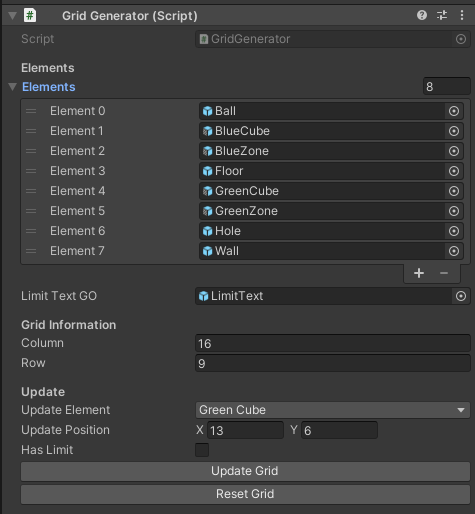 Grid Generator (Script)
Script GridGenerator
Elements
Elements 8
Element 0 Ball
Element 1 BlueCube
Element 2 BlueZone
Element 3 Floor
Element 4 GreenCube
Element 5 GreenZone
Element 6 Hole
Element 7 Wall
Limit Text GO LimitText
Grid Information
Column 16
Row 9
Update
Update Element Green Cube
Update Position X 13 Y 6
Has Limit
Update Grid
Reset Grid